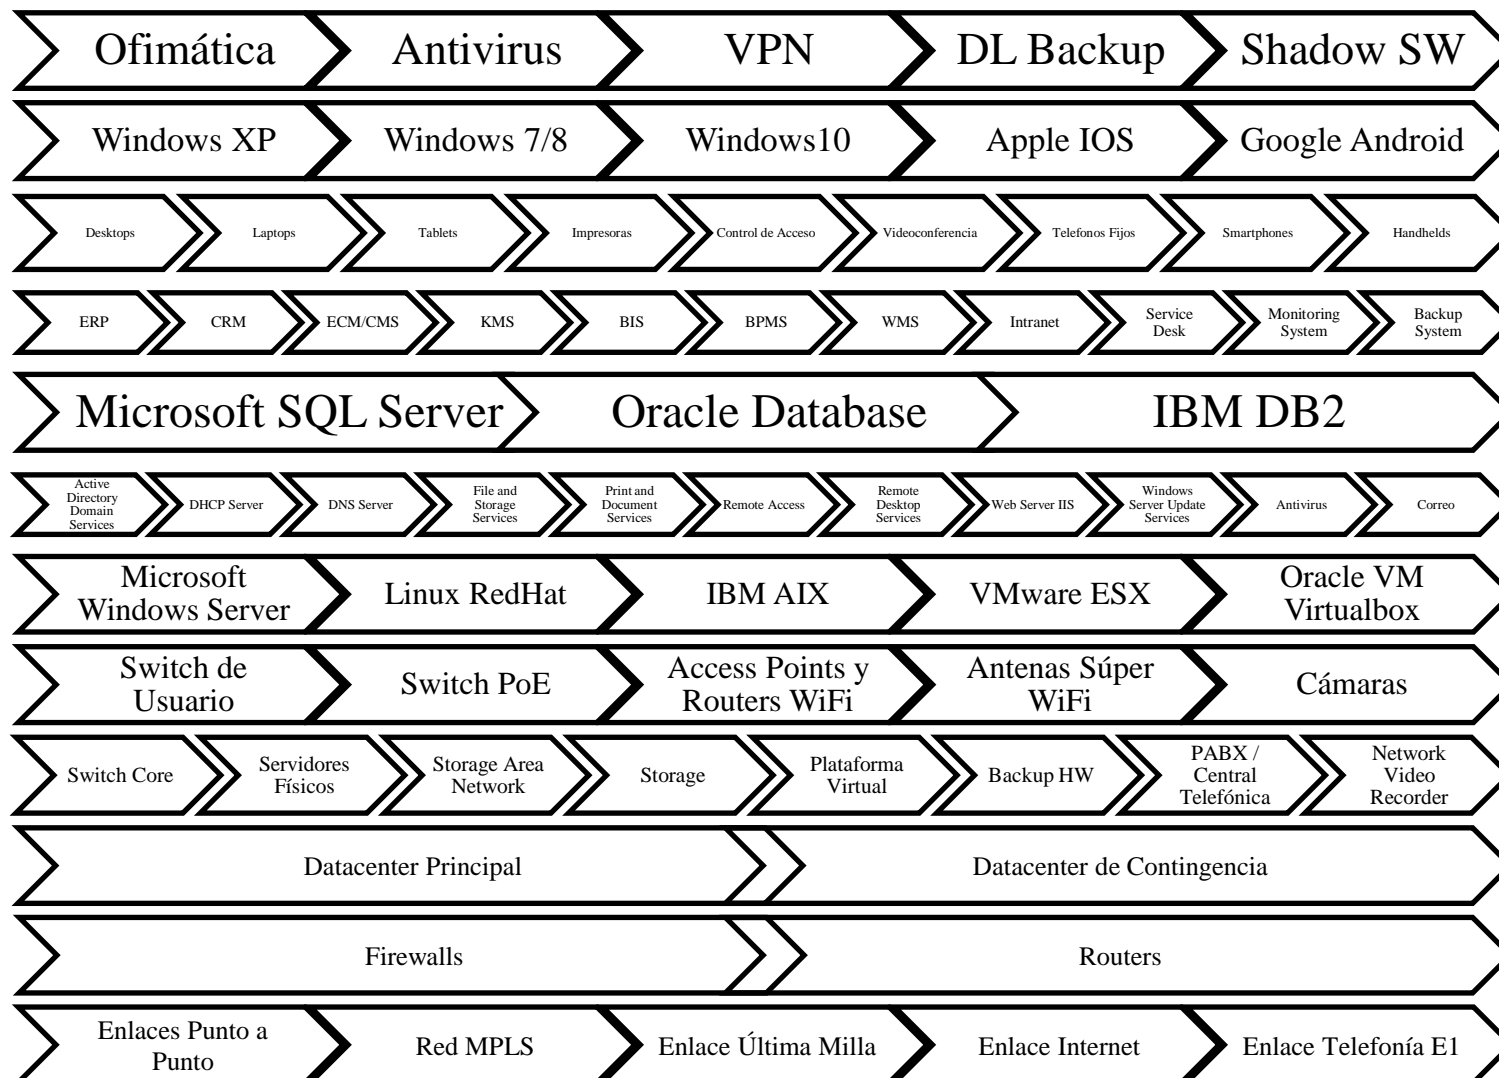 Ofimática
Antivirus
VPN
DL Backup
Shadow SW
Windows XP
Windows 7/8
Windows10
Apple IOS
Google Android
Desktops
Laptops
Tablets
Impresoras
Control de Acceso
Videoconferencia
Telefonos Fijos
Smartphones
Handhelds
ERP
CRM
ECM/CMS
KMS
BIS
BPMS
WMS
Intranet
Service
Desk
Monitoring
System
Backup
System
Microsoft SQL Server
Oracle Database
IBM DB2
Active
Directory
Domain
Services
DHCP Server
DNS Server
File and
Storage
Services
Print and
Document
Services
Remote Access
Remote
Desktop
Services
Web Server IIS
Windows
Server Update
Services
Antivirus
Correo
Microsoft
Windows Server
Linux RedHat
IBM AIX
VMware ESX
Oracle VM
Virtualbox
Switch de
Usuario
Switch PoE
Access Points y
Routers WiFi
Antenas Súper
WiFi
Cámaras
Switch Core
Servidores
Físicos
Storage Area
Network
Storage
Plataforma
Virtual
Backup HW
PABX /
Central
Telefónica
Network
Video
Recorder
Datacenter Principal
Datacenter de Contingencia
Firewalls
Routers
Enlaces Punto a
Punto
Red MPLS
Enlace Última Milla
Enlace Internet
Enlace Telefonía E1